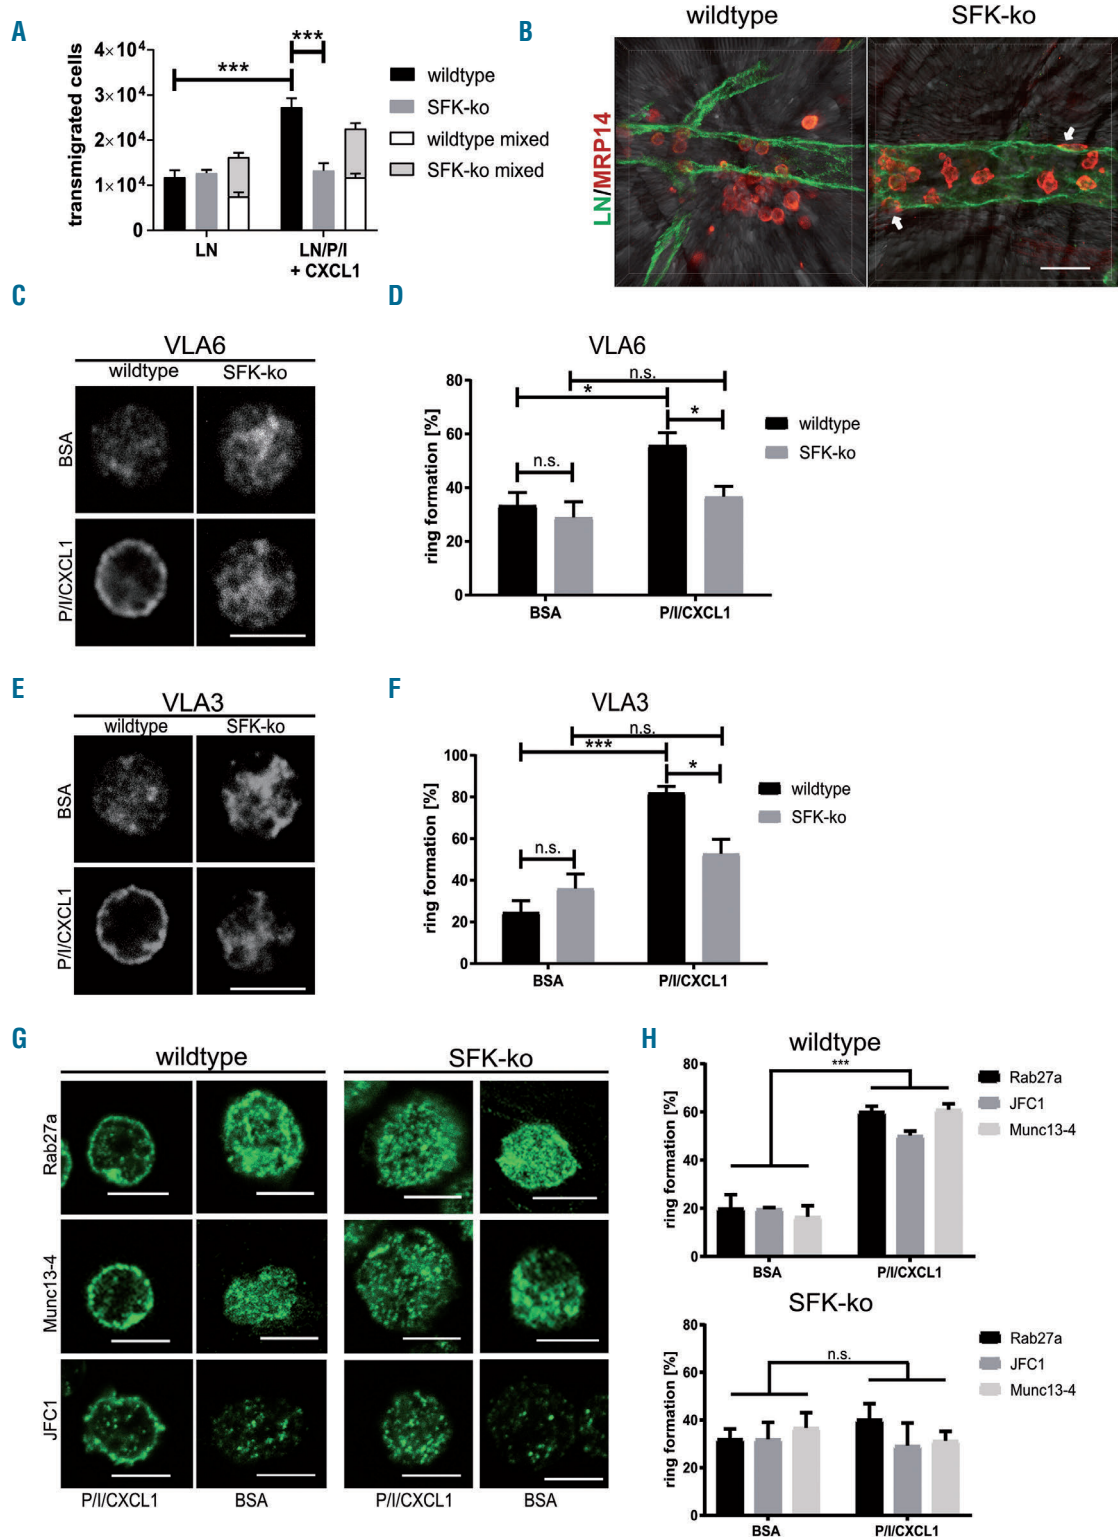 A
transmigrated cells
4×10⁴
3×10⁴
2×10⁴
1×10⁴
0
***
***
LN
LN/P/I
+ CXCL1
wildtype
SFK-ko
wildtype mixed
SFK-ko mixed
B
wildtype
SFK-ko
LN/MRP14
C
VLA6
wildtype
SFK-ko
BSA
P/I/CXCL1
D
VLA6
ring formation [%]
80
60
40
20
0
n.s.
*
*
n.s.
BSA
P/I/CXCL1
wildtype
SFK-ko
E
VLA3
wildtype
SFK-ko
BSA
P/I/CXCL1
F
VLA3
ring formation [%]
100
80
60
40
20
0
n.s.
***
*
n.s.
BSA
P/I/CXCL1
wildtype
SFK-ko
G
wildtype
SFK-ko
Rab27a
Munc13-4
JFC1
P/I/CXCL1
BSA
P/I/CXCL1
BSA
H
wildtype
ring formation [%]
80
60
40
20
0
***
BSA
P/I/CXCL1
Rab27a
JFC1
Munc13-4
SFK-ko
ring formation [%]
80
60
40
20
0
n.s.
BSA
P/I/CXCL1
Rab27a
JFC1
Munc13-4